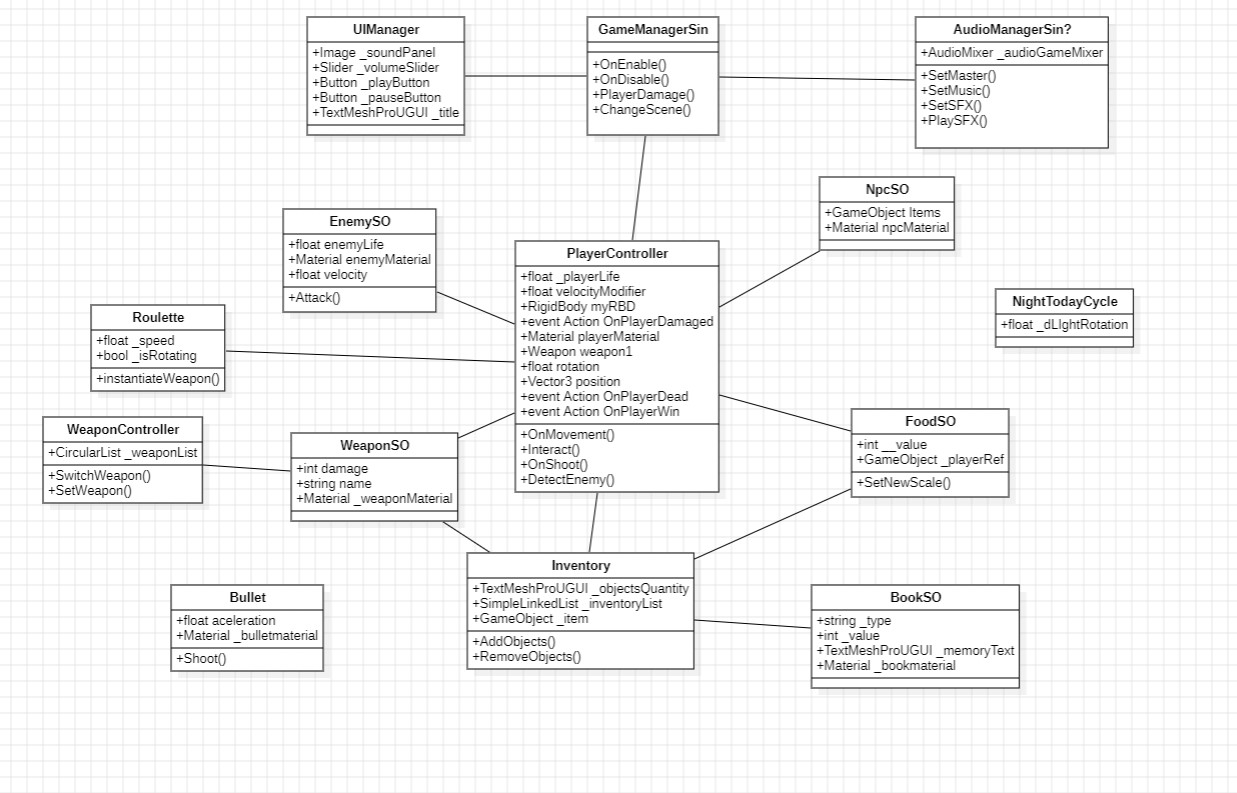 UIManager
+Image _soundPanel
+Slider _volumeSlider
+Button _playButton
+Button _pauseButton
+TextMeshProUGUI _title
GameManagerSin
+OnEnable()
+OnDisable()
+PlayerDamage()
+ChangeScene()
AudioManagerSin?
+AudioMixer _audioGameMixer
+SetMaster()
+SetMusic()
+SetSFX()
+PlaySFX()
NpcSO
+GameObject Items
+Material npcMaterial
EnemySO
+float enemyLife
+Material enemyMaterial
+float velocity
+Attack()
PlayerController
+float _playerLife
+float velocityModifier
+RigidBody myRBD
+event Action OnPlayerDamaged
+Material playerMaterial
+Weapon weapon1
+float rotation
+Vector3 position
+event Action OnPlayerDead
+event Action OnPlayerWin
+OnMovement()
+Interact()
+OnShoot()
+DetectEnemy()
NightTodayCycle
+float _dLIghtRotation
Roulette
+float _speed
+bool _isRotating
+instantiateWeapon()
WeaponController
+CircularList _weaponList
+SwitchWeapon()
+SetWeapon()
WeaponSO
+int damage
+string name
+Material _weaponMaterial
FoodSO
+int __value
+GameObject _playerRef
+SetNewScale()
Inventory
+TextMeshProUGUI _objectsQuantity
+SimpleLinkedList _inventoryList
+GameObject _item
+AddObjects()
+RemoveObjects()
Bullet
+float aceleration
+Material _bulletmaterial
+Shoot()
BookSO
+string _type
+int _value
+TextMeshProUGUI _memoryText
+Material _bookmaterial